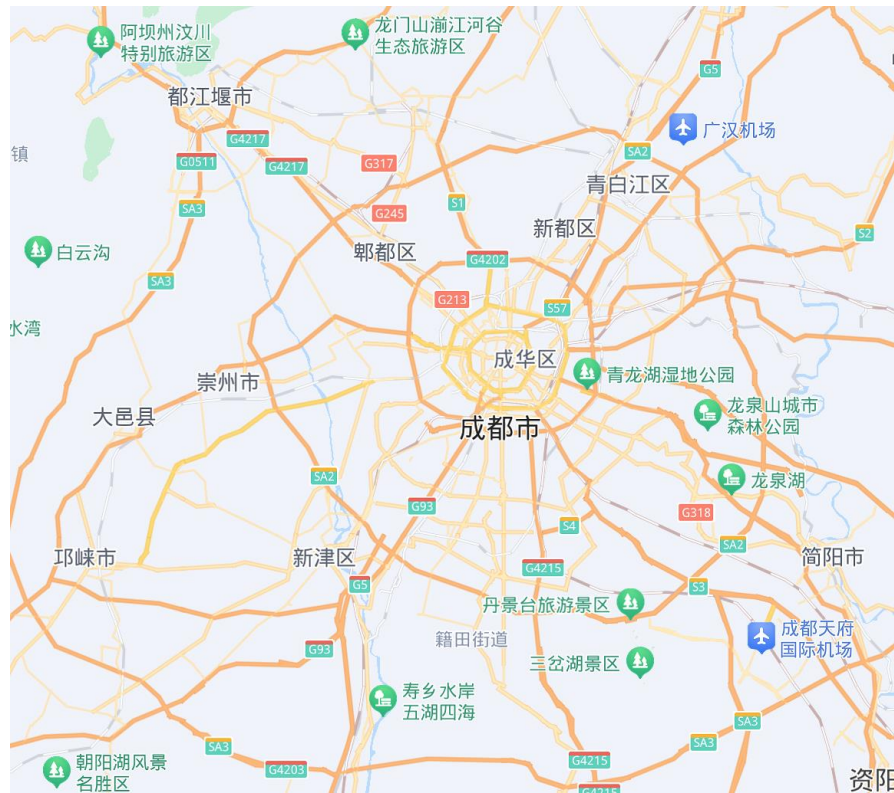 阿坝州汶川
特别旅游区
龙门山湔江河谷
生态旅游区
G5
都江堰市
广汉机场
G4217
SA2
镇
G0511
G4217
G317
青白江区
SA3
S1
G245
新都区
S2
白云沟
郫都区
G4202
SA3
G213
S57
水湾
成华区
青龙湖湿地公园
崇州市
大邑县
龙泉山城市
森林公园
成都市
SA2
龙泉湖
G93
G318
S4
SA2
邛崃市
新津区
简阳市
G4215
G5
S3
丹景台旅游景区
成都天府
国际机场
籍田街道
G93
三岔湖景区
寿乡水岸
五湖四海
SA3
SA3
SA3
朝阳湖风景
名胜区
G4203
G4215
资阳
G4215